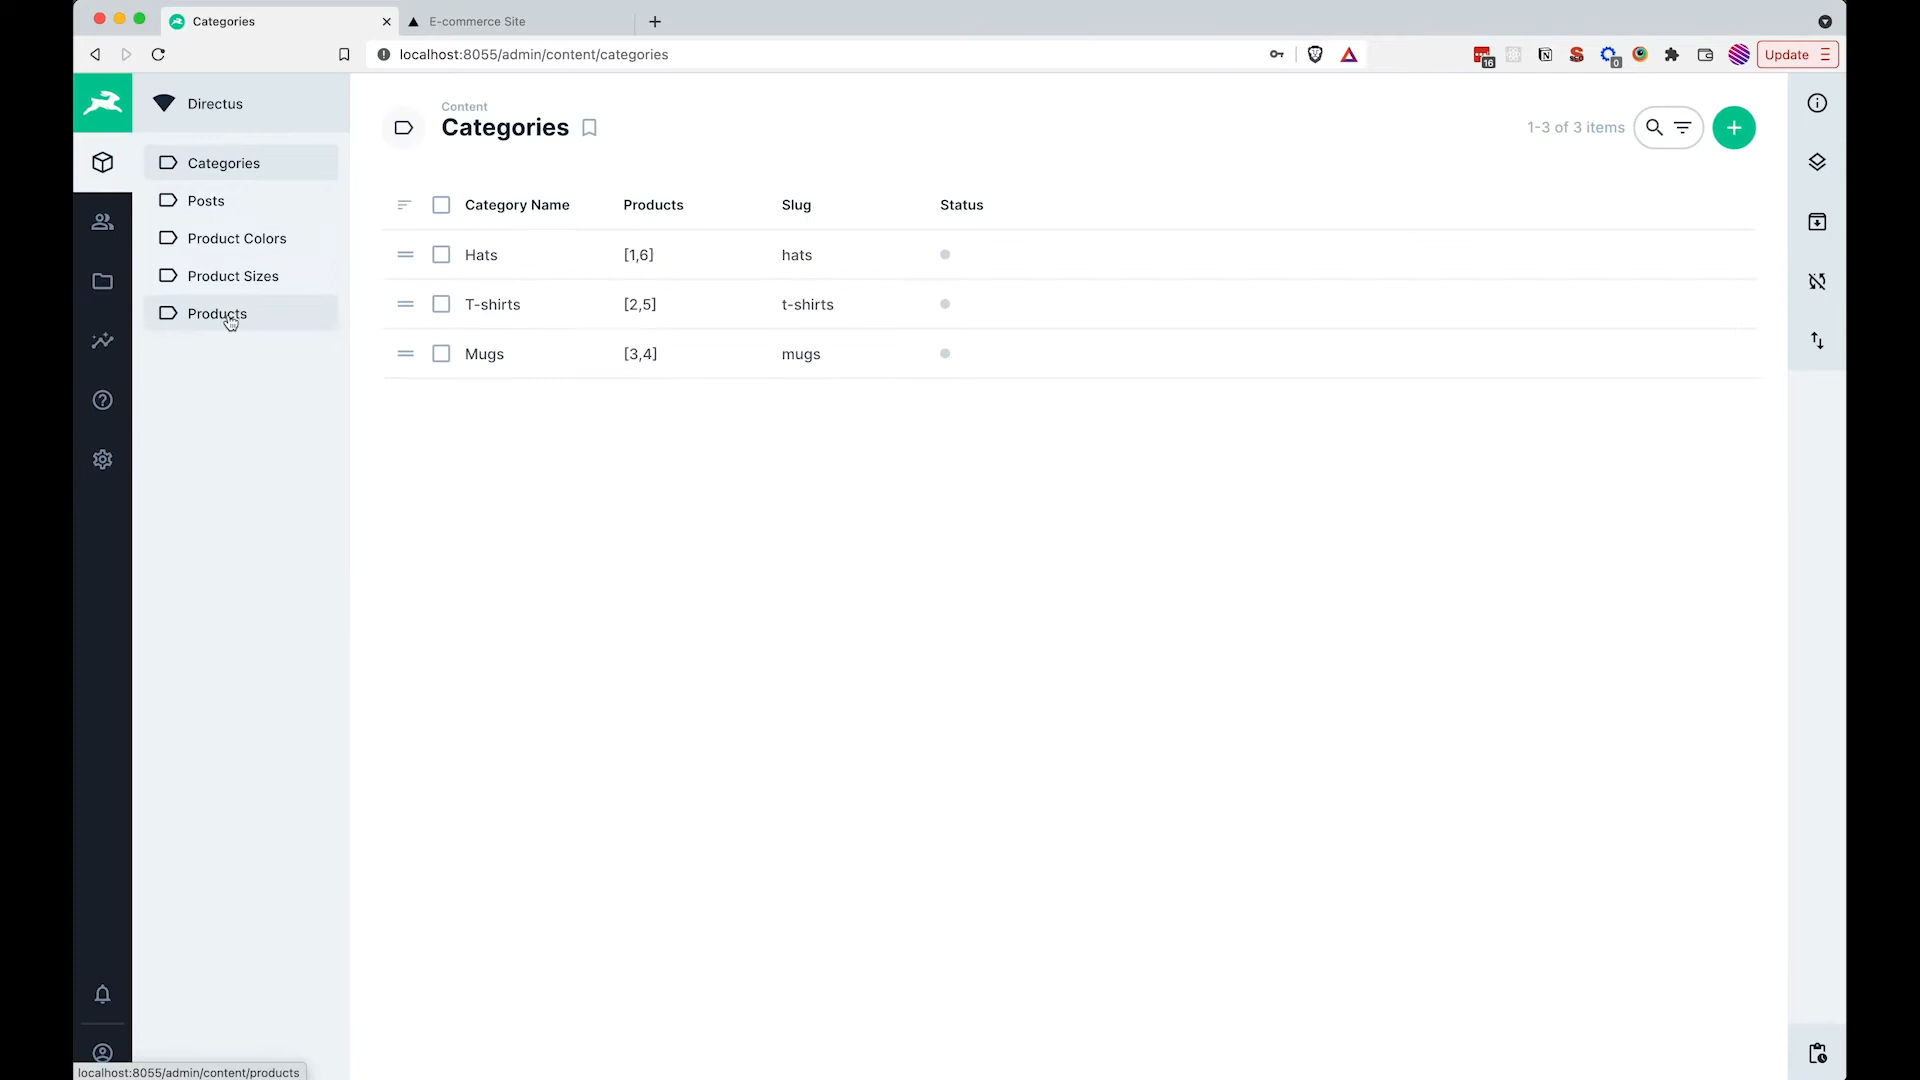 Categories
E-commerce Site
localhost:8055/admin/content/categories
16
0
Update
Directus
Categories
Posts
Product Colors
Product Sizes
Products
Content
Categories
1-3 of 3 items
Category Name Products Slug Status
Hats [1,6] hats
T-shirts [2,5] t-shirts
Mugs [3,4] mugs
localhost:8055/admin/content/products